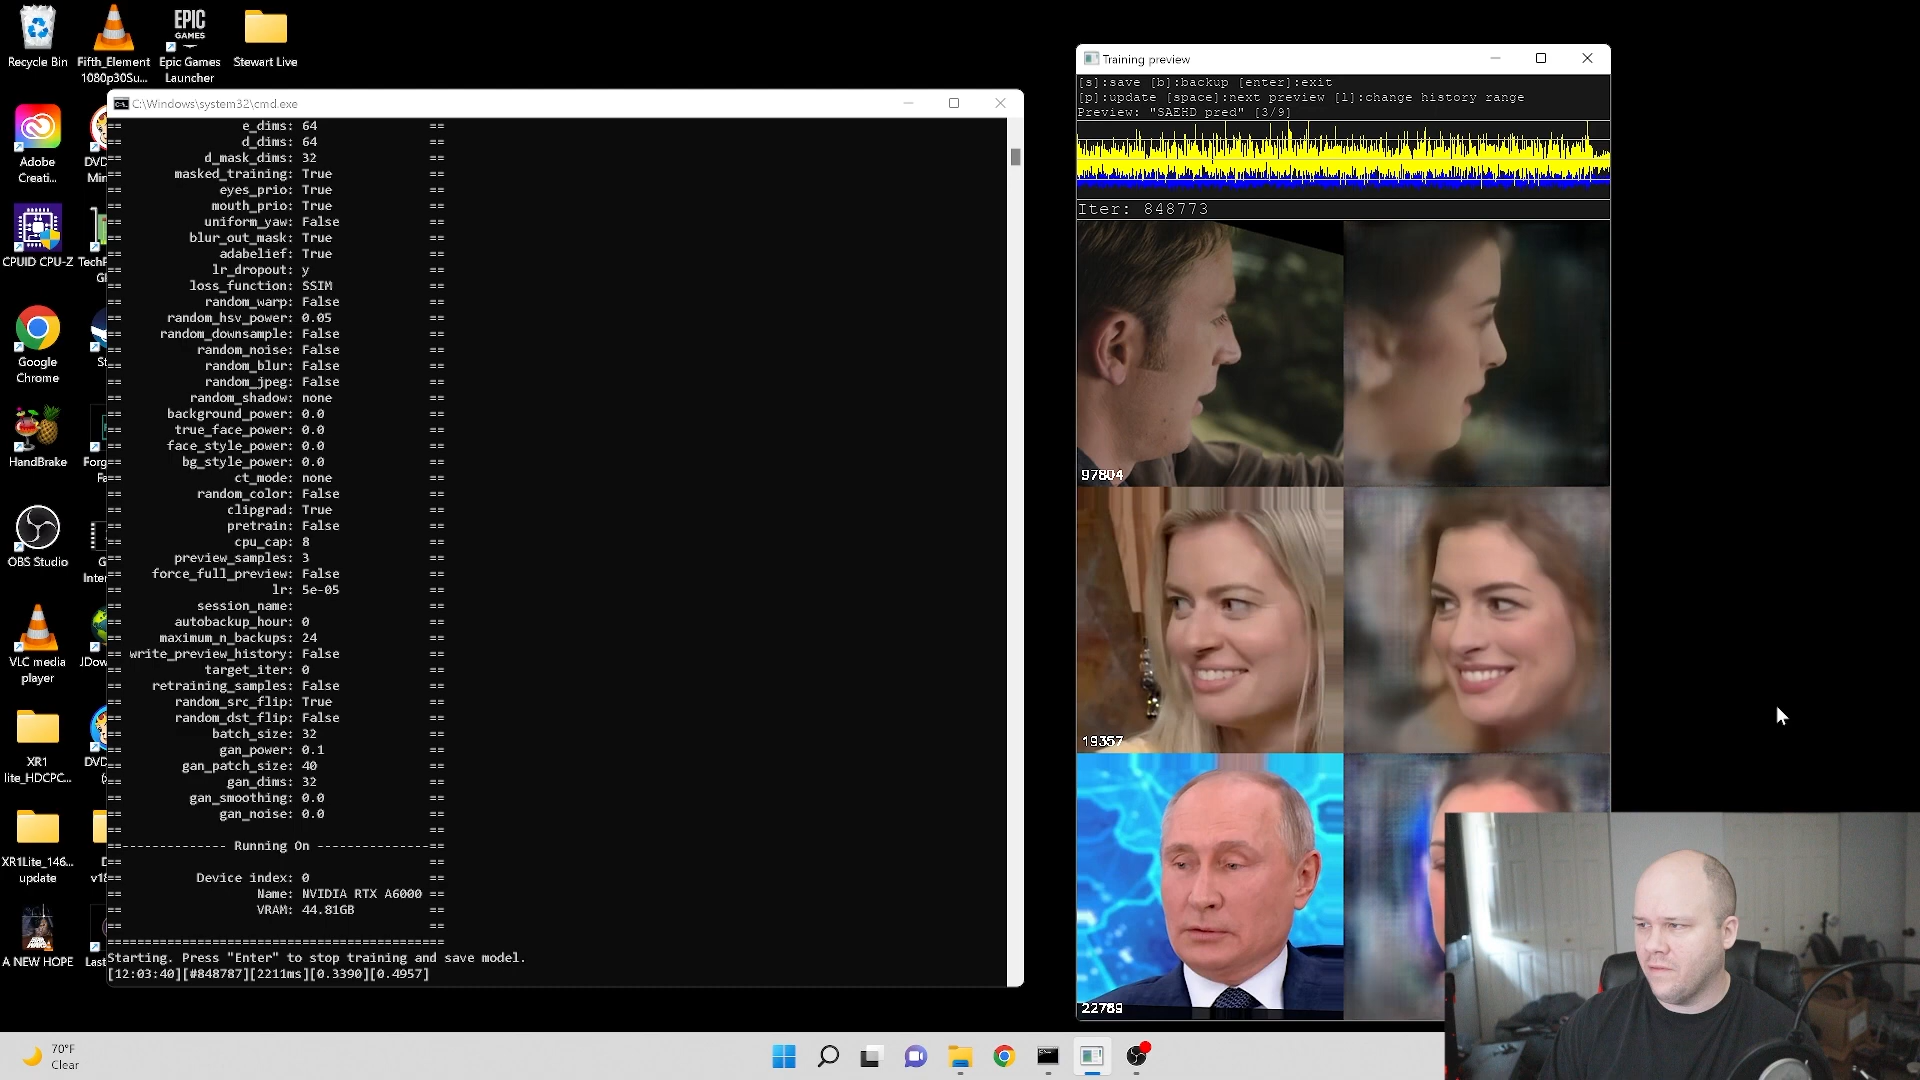 Recycle Bin
Fifth_Element
1080p30Su...
EPIC
GAMES
Epic Games
Launcher
Stewart Live
Adobe
Creati...
CPUID CPU-Z
Google
Chrome
HandBrake
OBS Studio
VLC media
player
XR1
lite_HDCPC...
XR1Lite_146...
update
A NEW HOPE
C:\Windows\system32\cmd.exe
== e_dims: 64 ==
== d_dims: 64 ==
== d_mask_dims: 32 ==
== masked_training: True ==
== eyes_prio: True ==
== mouth_prio: True ==
== uniform_yaw: False ==
== blur_out_mask: True ==
== adabelief: True ==
== lr_dropout: y ==
== loss_function: SSIM ==
== random_warp: False ==
== random_hsv_power: 0.05 ==
== random_downsample: False ==
== random_noise: False ==
== random_blur: False ==
== random_jpeg: False ==
== random_shadow: none ==
== background_power: 0.0 ==
== true_face_power: 0.0 ==
== face_style_power: 0.0 ==
== bg_style_power: 0.0 ==
== ct_mode: none ==
== random_color: False ==
== clipgrad: True ==
== pretrain: False ==
== cpu_cap: 8 ==
== preview_samples: 3 ==
== force_full_preview: False ==
== lr: 5e-05 ==
== session_name: ==
== autobackup_hour: 0 ==
== maximum_n_backups: 24 ==
== write_preview_history: False ==
== target_iter: 0 ==
== retraining_samples: False ==
== random_src_flip: True ==
== random_dst_flip: False ==
== batch_size: 32 ==
== gan_power: 0.1 ==
== gan_patch_size: 40 ==
== gan_dims: 32 ==
== gan_smoothing: 0.0 ==
== gan_noise: 0.0 ==
== ==
==-------------- Running On ---------------==
== ==
== Device index: 0 ==
== Name: NVIDIA RTX A6000 ==
== VRAM: 44.81GB ==
== ==
=============================================
Starting. Press "Enter" to stop training and save model.
[12:03:40][#848787][2211ms][0.3390][0.4957]
Training preview
[s]:save [b]:backup [enter]:exit
[p]:update [space]:next preview [l]:change history range
Preview: "SAEHD pred" [3/9]
Iter: 848773
97804
19357
22789
70°F
Clear